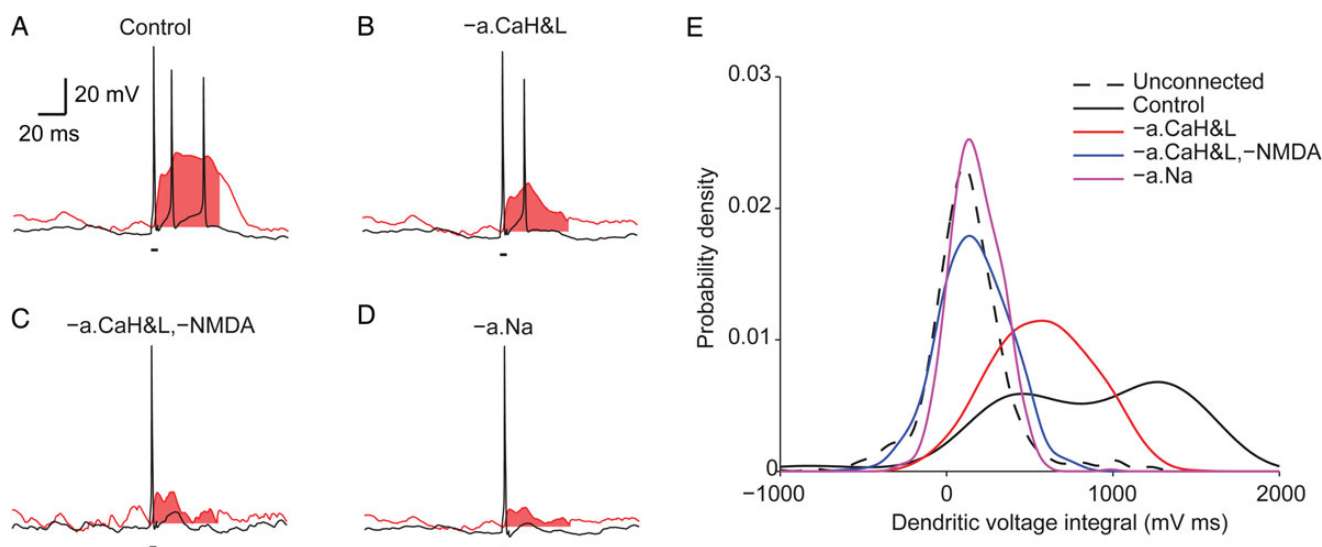 A
Control
20 mV
20 ms
B
−a.CaH&L
C
−a.CaH&L,−NMDA
D
−a.Na
E
0.03
0.02
0.01
0
Probability density
Unconnected
Control
−a.CaH&L
−a.CaH&L,−NMDA
−a.Na
−1000
0
1000
2000
Dendritic voltage integral (mV ms)